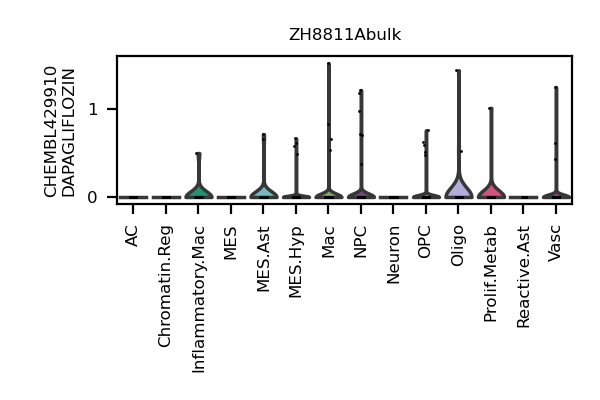 ZH8811Abulk
CHEMBL429910
DAPAGLIFLOZIN
1
0
AC
Chromatin.Reg
Inflammatory.Mac
MES
MES.Ast
MES.Hyp
Mac
NPC
Neuron
OPC
Oligo
Prolif.Metab
Reactive.Ast
Vasc